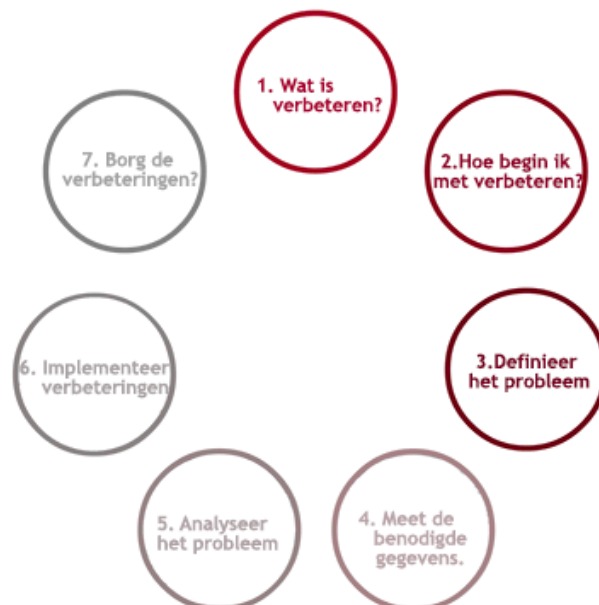 1. Wat is
verbeteren?
2.Hoe begin ik
met verbeteren?
3.Definieer
het probleem
4. Meet de
benodigde
gegevens.
5. Analyseer
het probleem
6. Implementeer
verbeteringen
7. Borg de
verbeteringen?